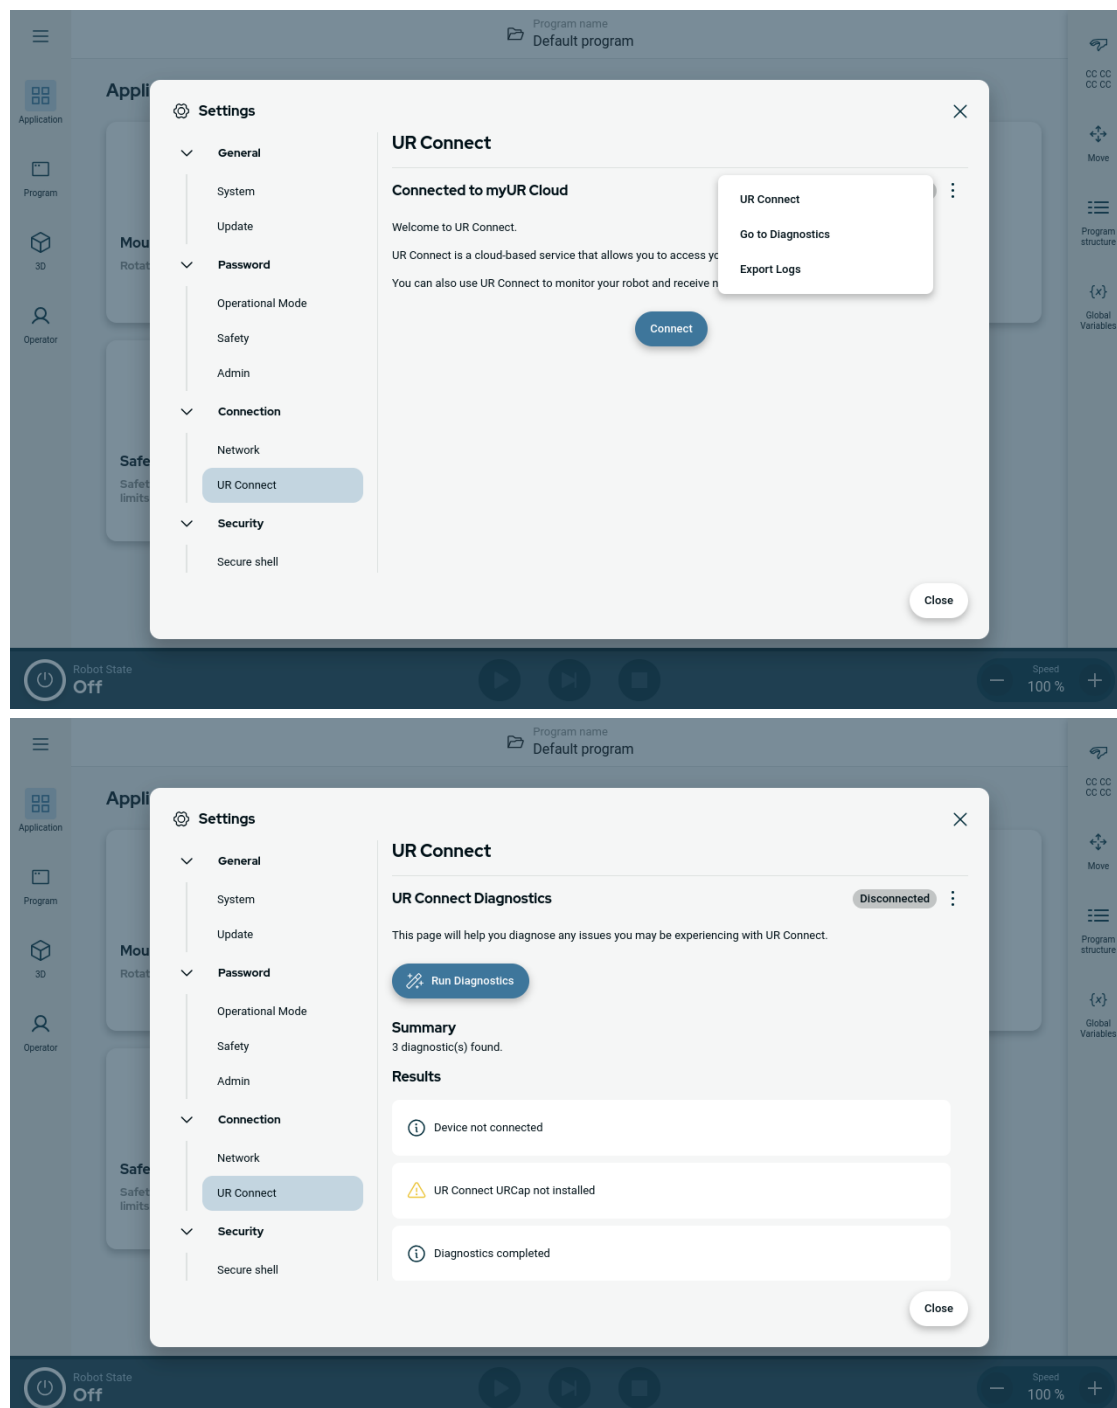 Program name
Default program
Application
Program
3D
Operator
Appli
Mou
Rotat
Safe
Safet
limits
Settings
General
System
Update
Password
Operational Mode
Safety
Admin
Connection
Network
UR Connect
Security
Secure shell
UR Connect
Connected to myUR Cloud
Welcome to UR Connect.
UR Connect is a cloud-based service that allows you to access yo
You can also use UR Connect to monitor your robot and receive n
Connect
UR Connect
Go to Diagnostics
Export Logs
Close
CC CC
CC CC
Move
Program
structure
{x}
Global
Variables
Robot State
Off
Speed
100 %
Program name
Default program
Application
Program
3D
Operator
Appli
Mou
Rotat
Safe
Safet
limits
Settings
General
System
Update
Password
Operational Mode
Safety
Admin
Connection
Network
UR Connect
Security
Secure shell
UR Connect
UR Connect Diagnostics
Disconnected
This page will help you diagnose any issues you may be experiencing with UR Connect.
Run Diagnostics
Summary
3 diagnostic(s) found.
Results
Device not connected
UR Connect URCap not installed
Diagnostics completed
Close
CC CC
CC CC
Move
Program
structure
{x}
Global
Variables
Robot State
Off
Speed
100 %